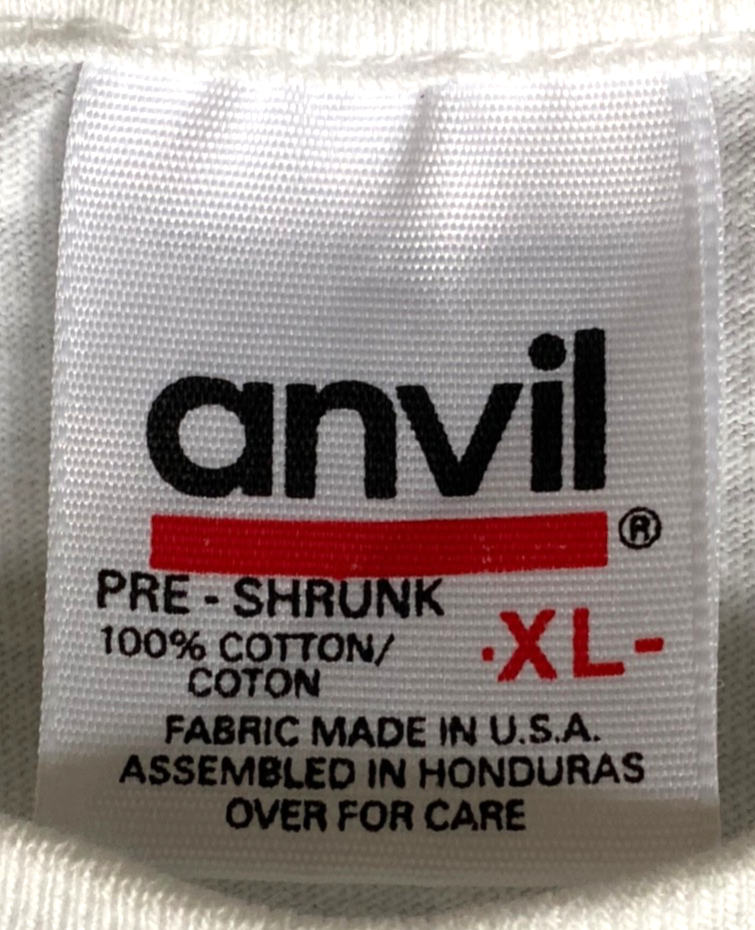 anvil®
PRE - SHRUNK
100% COTTON/
COTON
·XL-
FABRIC MADE IN U.S.A.
ASSEMBLED IN HONDURAS
OVER FOR CARE